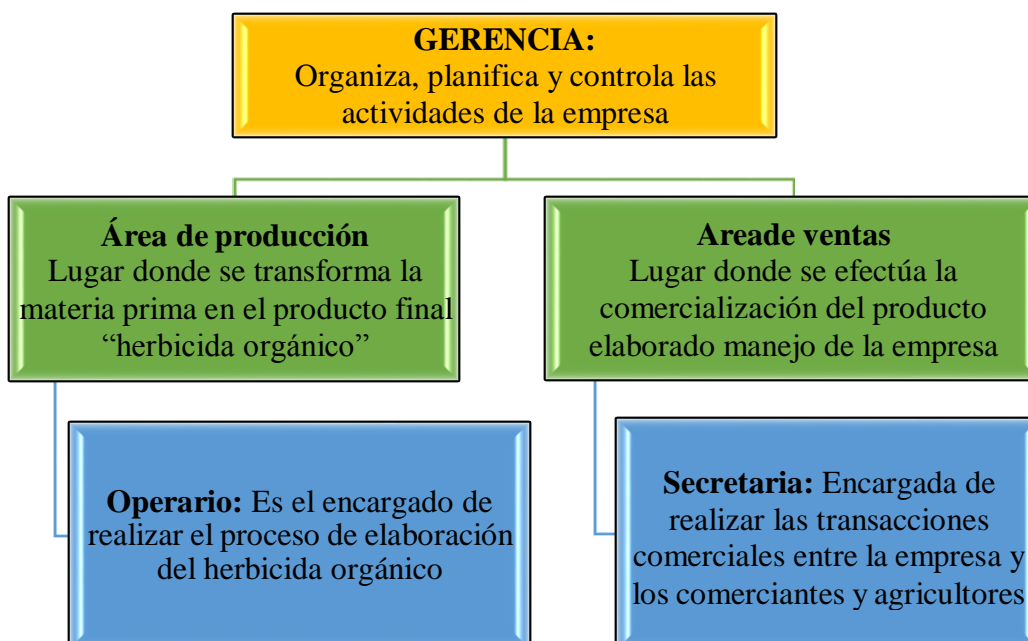 GERENCIA:
Organiza, planifica y controla las
actividades de la empresa
Área de producción
Lugar donde se transforma la
materia prima en el producto final
“herbicida orgánico”
Areade ventas
Lugar donde se efectúa la
comercialización del producto
elaborado manejo de la empresa
Operario: Es el encargado de
realizar el proceso de elaboración
del herbicida orgánico
Secretaria: Encargada de
realizar las transacciones
comerciales entre la empresa y
los comerciantes y agricultores